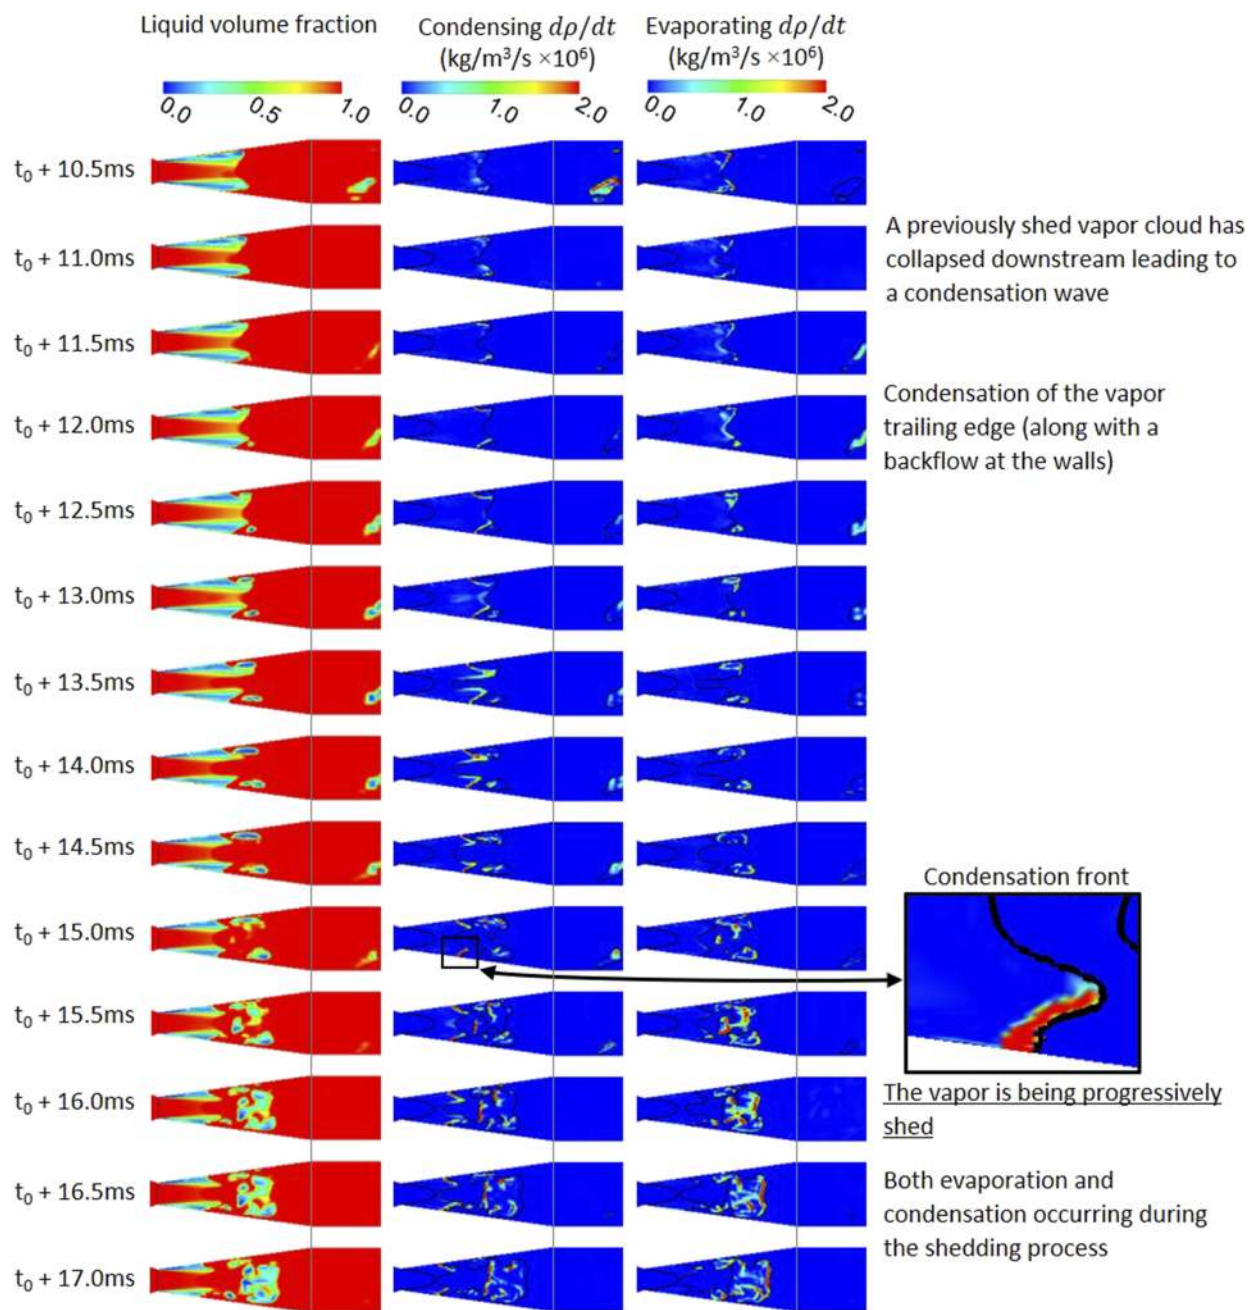 Liquid volume fraction
Condensing dρ/dt
(kg/m³/s ×10⁶)
Evaporating dρ/dt
(kg/m³/s ×10⁶)
0.0 0.5 1.0
0.0 1.0 2.0
0.0 1.0 2.0
t₀ + 10.5ms
t₀ + 11.0ms
A previously shed vapor cloud has
collapsed downstream leading to
a condensation wave
t₀ + 11.5ms
t₀ + 12.0ms
Condensation of the vapor
trailing edge (along with a
backflow at the walls)
t₀ + 12.5ms
t₀ + 13.0ms
t₀ + 13.5ms
t₀ + 14.0ms
t₀ + 14.5ms
Condensation front
t₀ + 15.0ms
t₀ + 15.5ms
t₀ + 16.0ms
The vapor is being progressively
shed
t₀ + 16.5ms
Both evaporation and
condensation occurring during
the shedding process
t₀ + 17.0ms